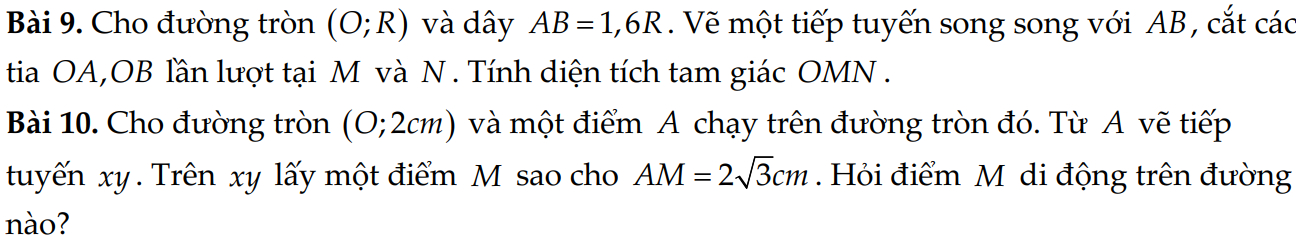 Bài 9. Cho đường tròn (O;R) và dây AB = 1,6R. Vẽ một tiếp tuyến song song với AB, cắt các
tia OA,OB lần lượt tại M và N. Tính diện tích tam giác OMN.
Bài 10. Cho đường tròn (O;2cm) và một điểm A chạy trên đường tròn đó. Từ A vẽ tiếp
tuyến xy. Trên xy lấy một điểm M sao cho AM = 2√3cm. Hỏi điểm M di động trên đường
nào?